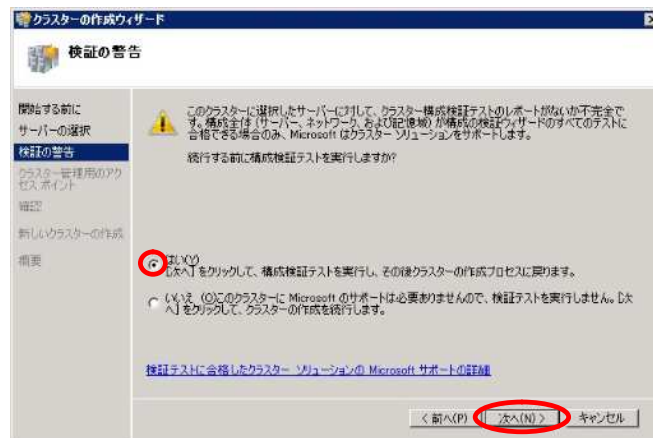 クラスターの作成ウィザード
検証の警告
開始する前に
サーバーの選択
検証の警告
クラスター管理用のアク
セス ポイント
確認
新しいクラスターの作成
概要
このクラスターに選択したサーバーに対して、クラスター構成検証テストのレポートがないか不完全で
す。構成全体 (サーバー、ネットワーク、および記憶域) が構成の検証ウィザードのすべてのテストに
合格できる場合のみ、Microsoft はクラスター ソリューションをサポートします。
続行する前に構成検証テストを実行しますか?
はい(Y)
[次へ] をクリックして、構成検証テストを実行し、その後クラスターの作成プロセスに戻ります。
いいえ (O)このクラスターに Microsoft のサポートは必要ありませんので、検証テストを実行しません。[次
へ] をクリックして、クラスターの作成を続行します。
検証テストに合格したクラスター ソリューションの Microsoft サポートの詳細
< 前へ(P)
次へ(N) >
キャンセル